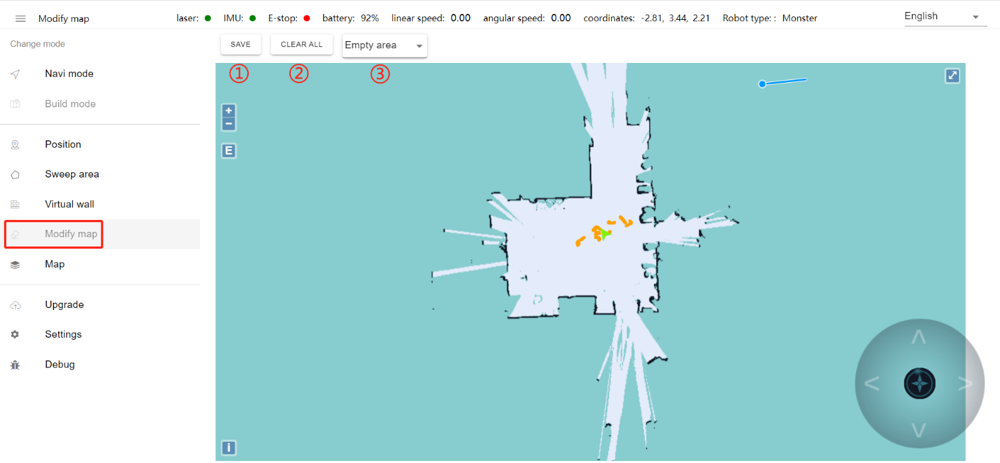 Modify map laser: IMU: E-stop: battery: 92% linear speed: 0.00 angular speed: 0.00 coordinates: -2.81, 3.44, 2.21 Robot type: : Monster English
Change mode
SAVE CLEAR ALL Empty area
① ② ③
Navi mode
Build mode
+
−
Position
E
Sweep area
Virtual wall
Modify map
Map
Upgrade
Settings
Debug
i